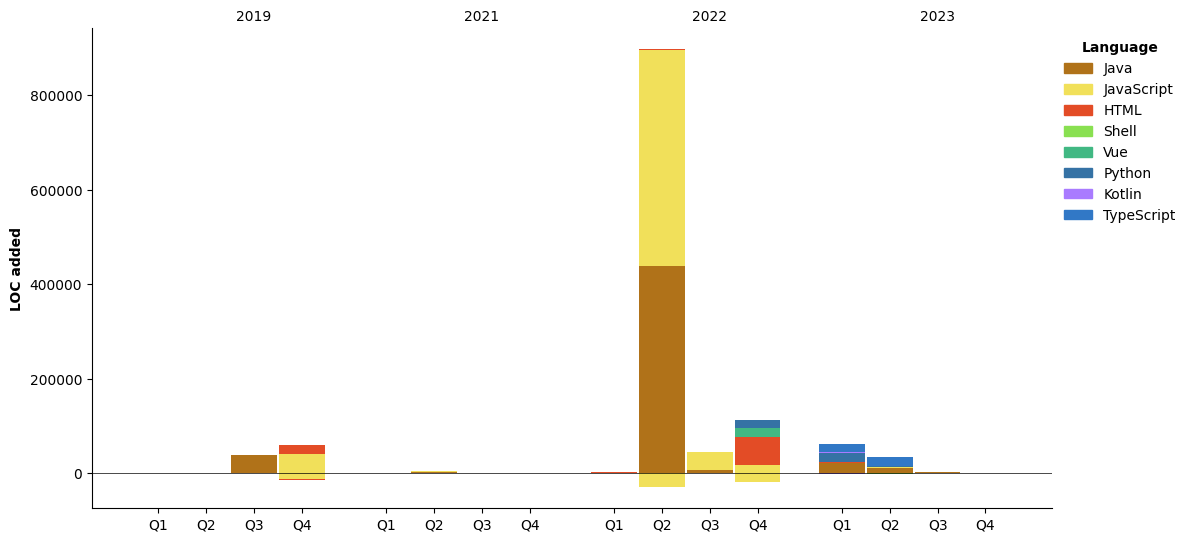 2019 2021 2022 2023
Language
Java
JavaScript
HTML
Shell
Vue
Python
Kotlin
TypeScript
LOC added
800000
600000
400000
200000
0
Q1 Q2 Q3 Q4 Q1 Q2 Q3 Q4 Q1 Q2 Q3 Q4 Q1 Q2 Q3 Q4